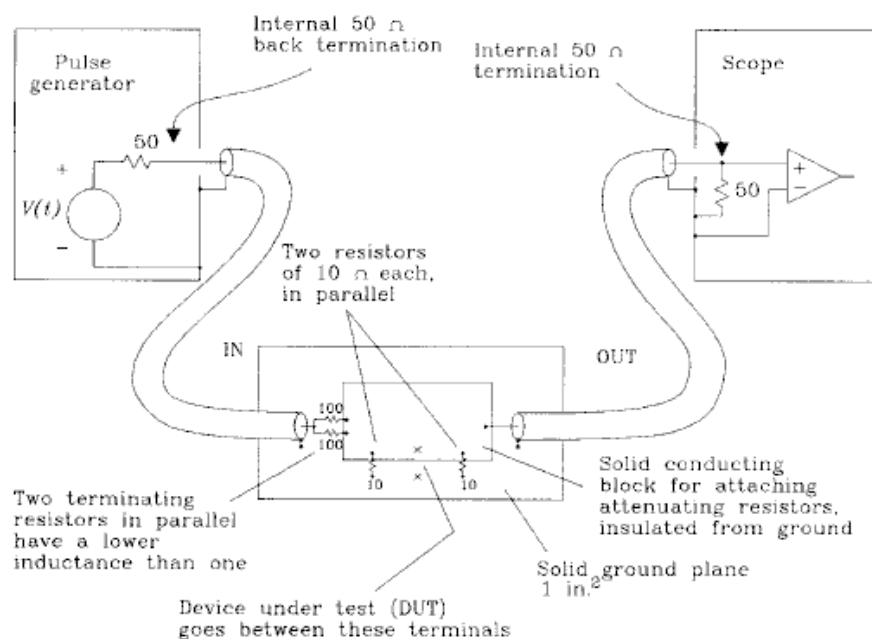 Internal 50 Ω
back termination
Pulse
generator
Internal 50 Ω
termination
Scope
50
+
V(t)
−
+
−
50
Two resistors
of 10 Ω each,
in parallel
IN
OUT
100
100
10
10
Two terminating
resistors in parallel
have a lower
inductance than one
Solid conducting
block for attaching
attenuating resistors,
insulated from ground
Solid ground plane
1 in.²
Device under test (DUT)
goes between these terminals